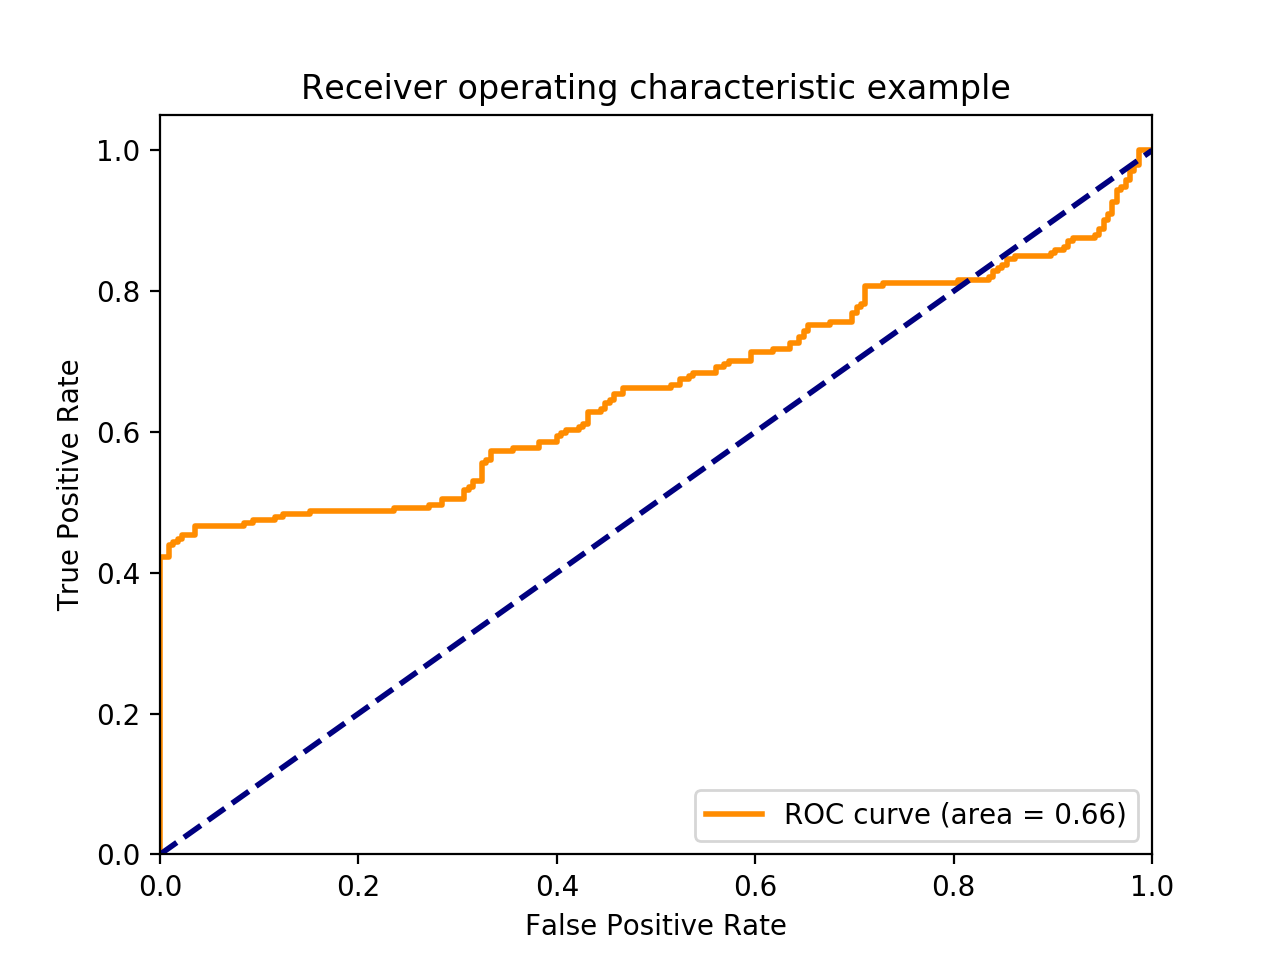 Receiver operating characteristic example
1.0
0.8
0.6
0.4
0.2
0.0
True Positive Rate
ROC curve (area = 0.66)
0.0 0.2 0.4 0.6 0.8 1.0
False Positive Rate